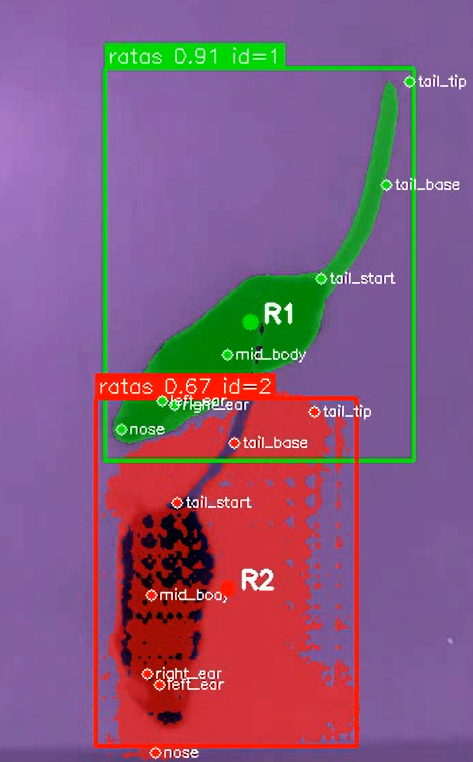 ratas 0.91 id=1
tail_tip
tail_base
tail_start
R1
mid_body
ratas 0.67 id=2
left_ear
right_ear
tail_tip
nose
tail_base
tail_start
R2
mid_body
right_ear
left_ear
nose